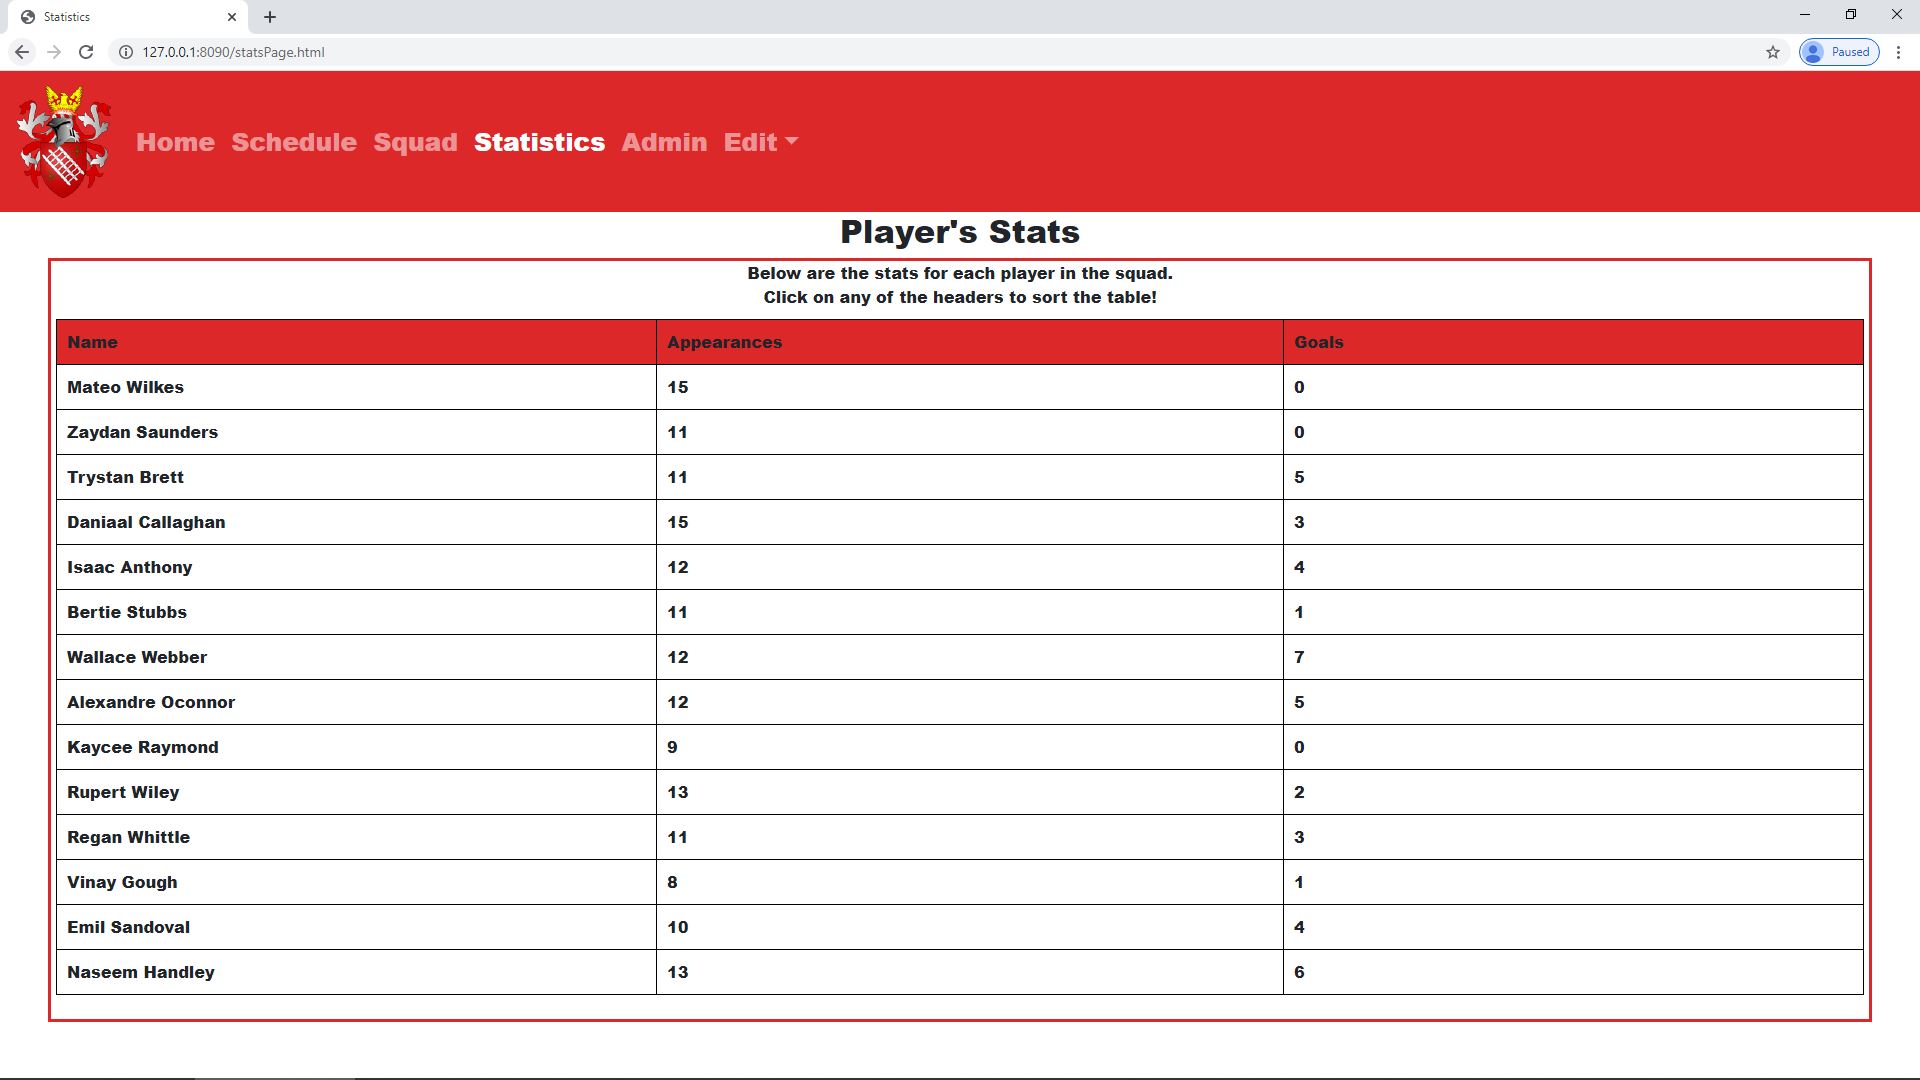 Statistics
127.0.0.1:8090/statsPage.html
Paused
Home Schedule Squad Statistics Admin Edit
Player's Stats
Below are the stats for each player in the squad.
Click on any of the headers to sort the table!
Name Appearances Goals
Mateo Wilkes 15 0
Zaydan Saunders 11 0
Trystan Brett 11 5
Daniaal Callaghan 15 3
Isaac Anthony 12 4
Bertie Stubbs 11 1
Wallace Webber 12 7
Alexandre Oconnor 12 5
Kaycee Raymond 9 0
Rupert Wiley 13 2
Regan Whittle 11 3
Vinay Gough 8 1
Emil Sandoval 10 4
Naseem Handley 13 6